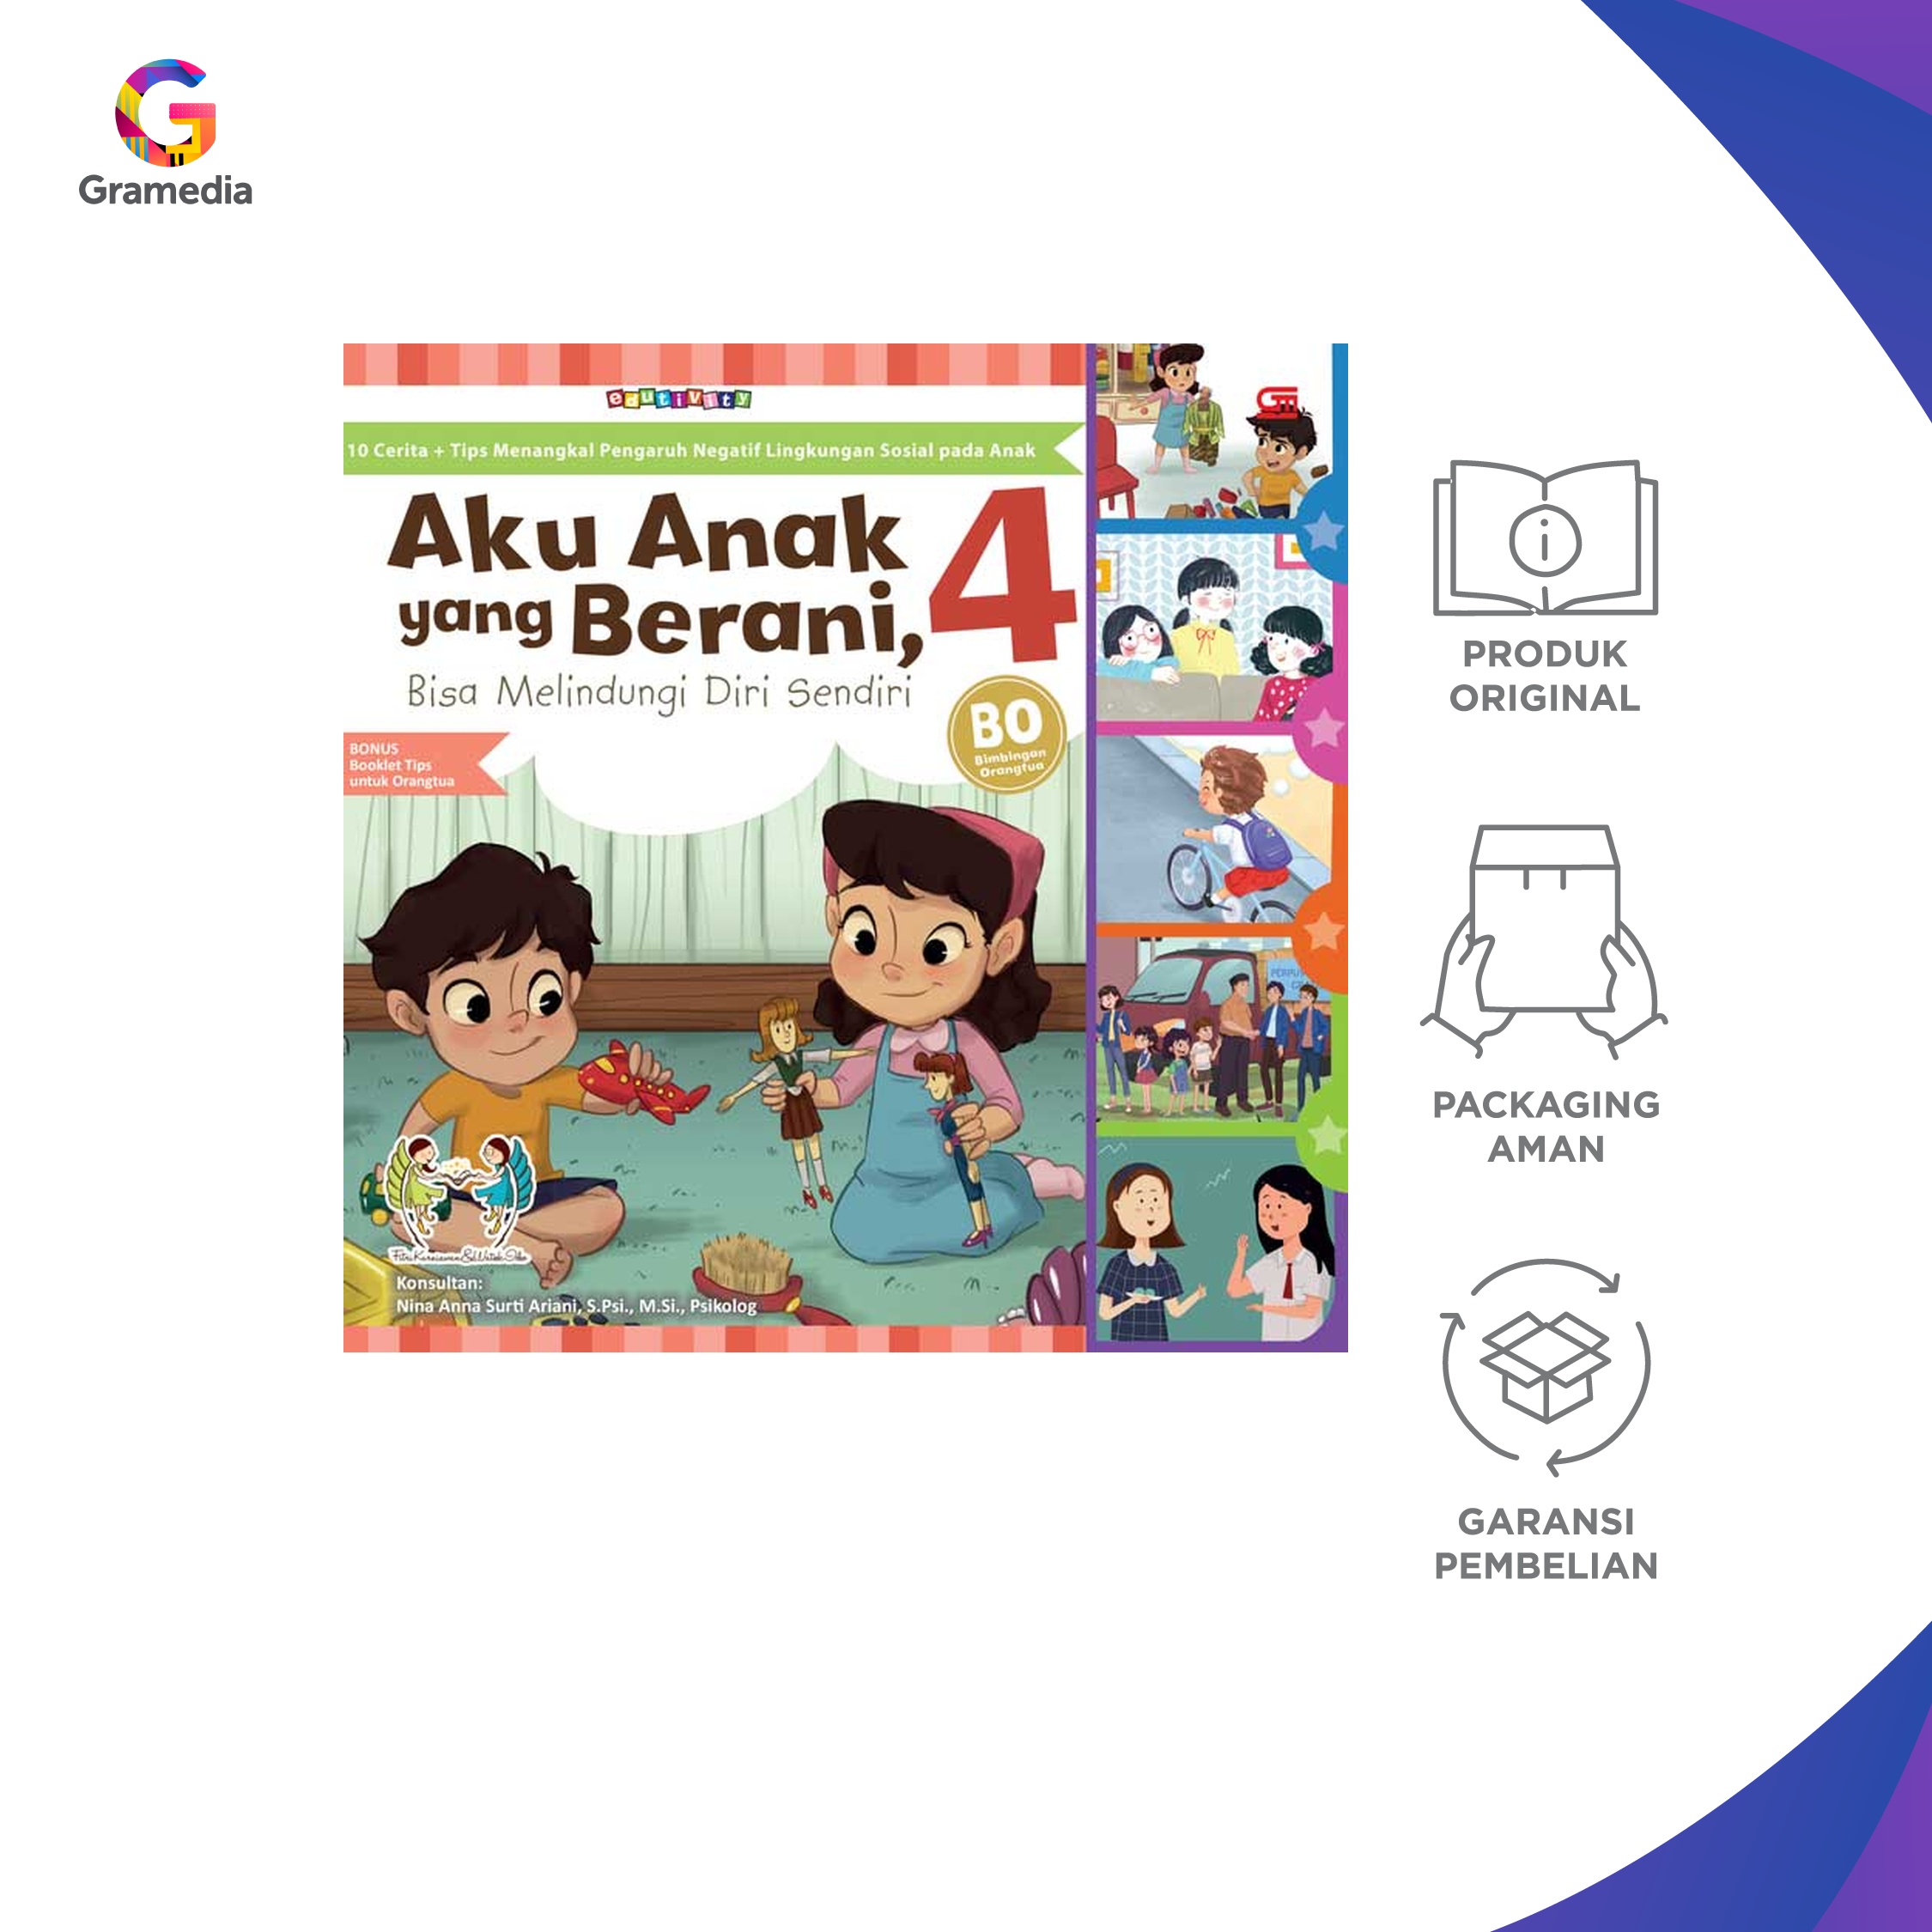 Gramedia
edutivity
10 Cerita + Tips Menangkal Pengaruh Negatif Lingkungan Sosial pada Anak
Aku Anak
yang Berani, 4
Bisa Melindungi Diri Sendiri
BONUS
Booklet Tips
untuk Orangtua
BO
Bimbingan
Orangtua
Konsultan:
Nina Anna Surti Ariani, S.Psi., M.Si., Psikolog
PRODUK
ORIGINAL
PACKAGING
AMAN
GARANSI
PEMBELIAN